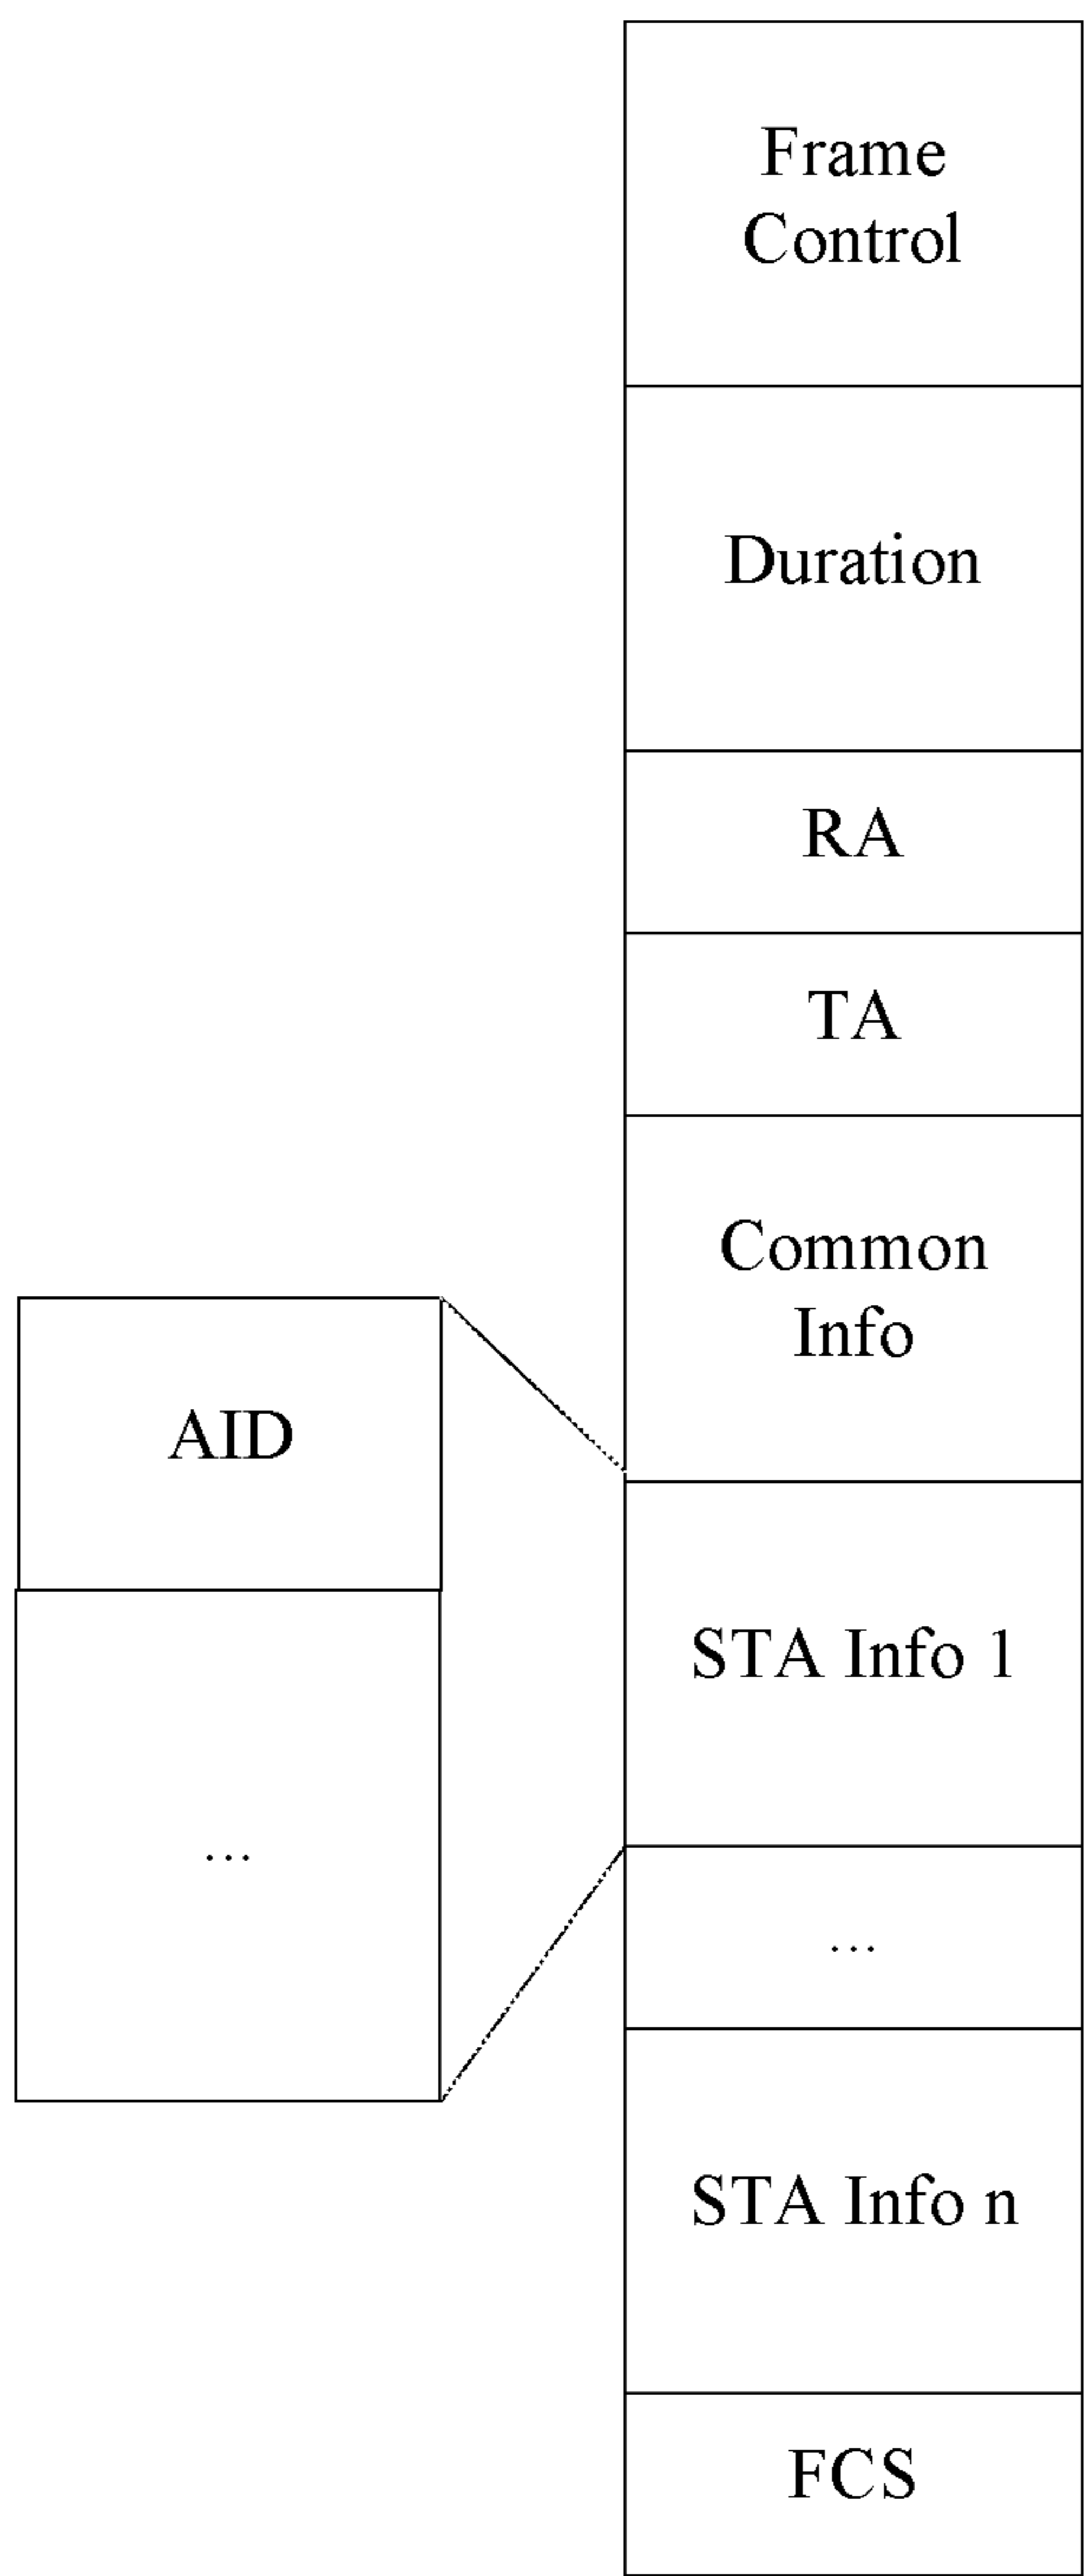 Frame
Control
Duration
RA
TA
Common
Info
AID
STA Info 1
...
...
STA Info n
FCS